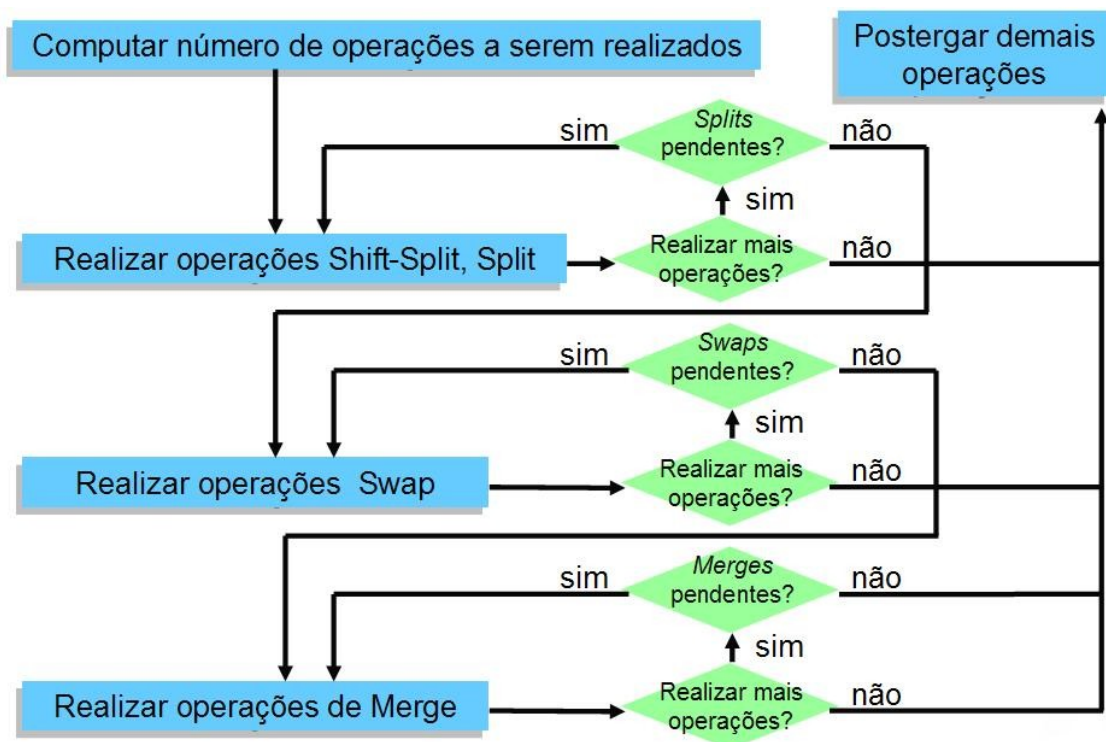 Computar número de operações a serem realizados
Postergar demais
operações
sim
Splits
pendentes?
não
sim
Realizar operações Shift-Split, Split
Realizar mais
operações?
não
sim
Swaps
pendentes?
não
sim
Realizar operações Swap
Realizar mais
operações?
não
sim
Merges
pendentes?
não
sim
Realizar operações de Merge
Realizar mais
operações?
não